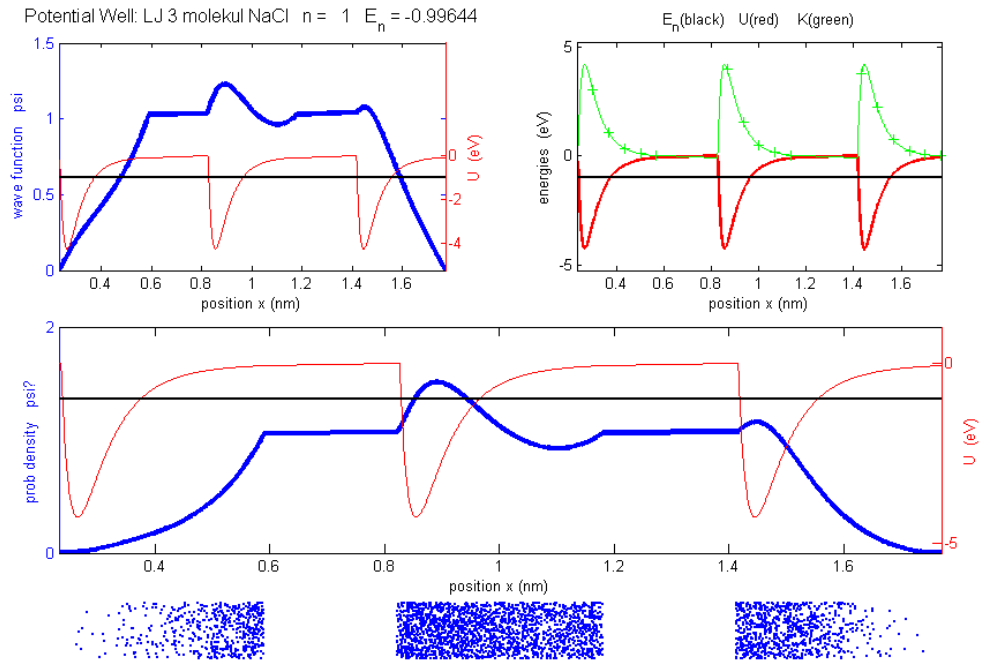 Potential Well: LJ 3 molekul NaCl n = 1 E_n = -0.99644
1.5
1
0.5
0
wave function psi
0
-2
-4
U (eV)
0.4 0.6 0.8 1 1.2 1.4 1.6
position x (nm)
E_n(black) U(red) K(green)
5
0
-5
energies (eV)
0.4 0.6 0.8 1 1.2 1.4 1.6
position x (nm)
2
1
0
prob density psi?
0
-5
U (eV)
0.4 0.6 0.8 1 1.2 1.4 1.6
position x (nm)